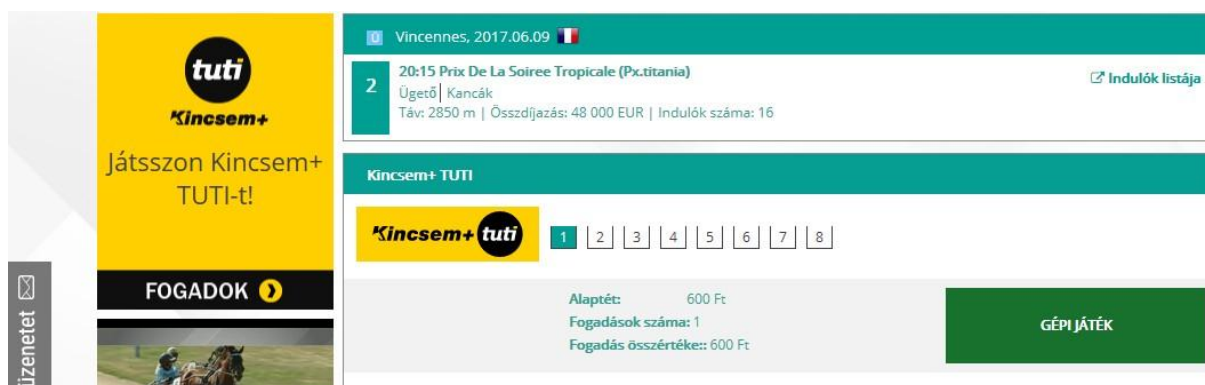 tuti
Kincsem+
Játsszon Kincsem+
TUTI-t!
FOGADOK
üzenetet
Vincennes, 2017.06.09
2
20:15 Prix De La Soiree Tropicale (Px.titania)
Ügető| Kancák
Táv: 2850 m | Összdíjazás: 48 000 EUR | Indulók száma: 16
Indulók listája
Kincsem+ TUTI
Kincsem+ tuti
1 2 3 4 5 6 7 8
Alaptét: 600 Ft
Fogadások száma: 1
Fogadás összértéke:: 600 Ft
GÉPI JÁTÉK